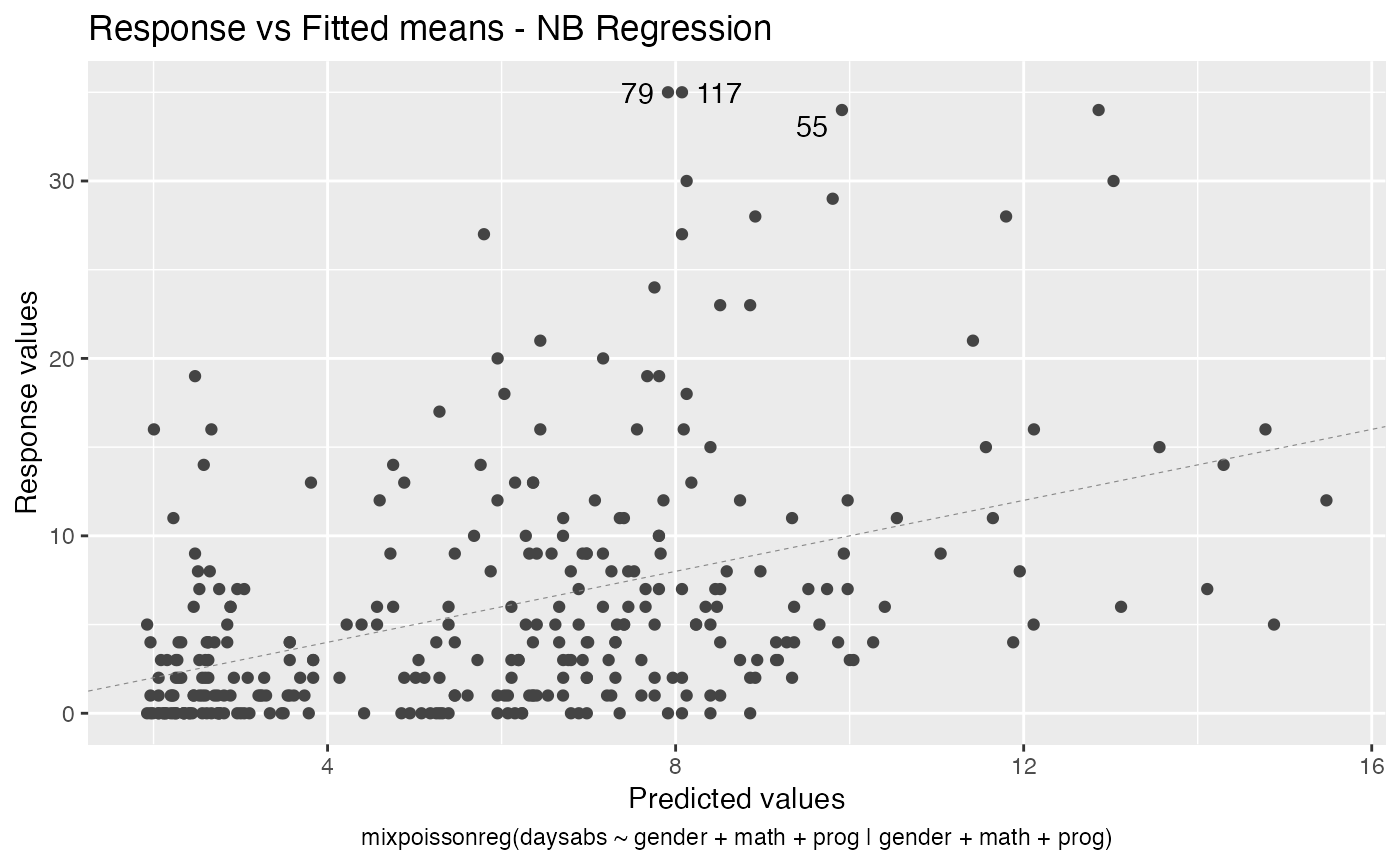 Response vs Fitted means - NB Regression
79
117
55
Response values
30
20
10
0
4
8
12
16
Predicted values
mixpoissonreg(daysabs ~ gender + math + prog | gender + math + prog)